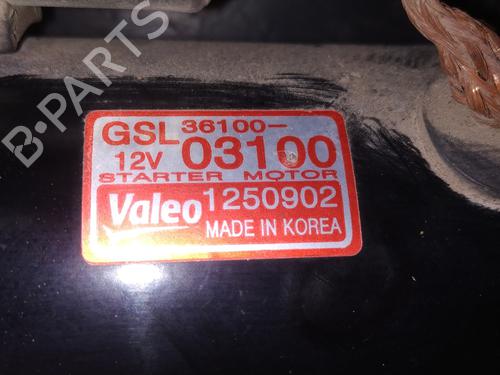 GSL 36100-
12V 03100
STARTER MOTOR
Valeo 1250902
MADE IN KOREA
B-PARTS